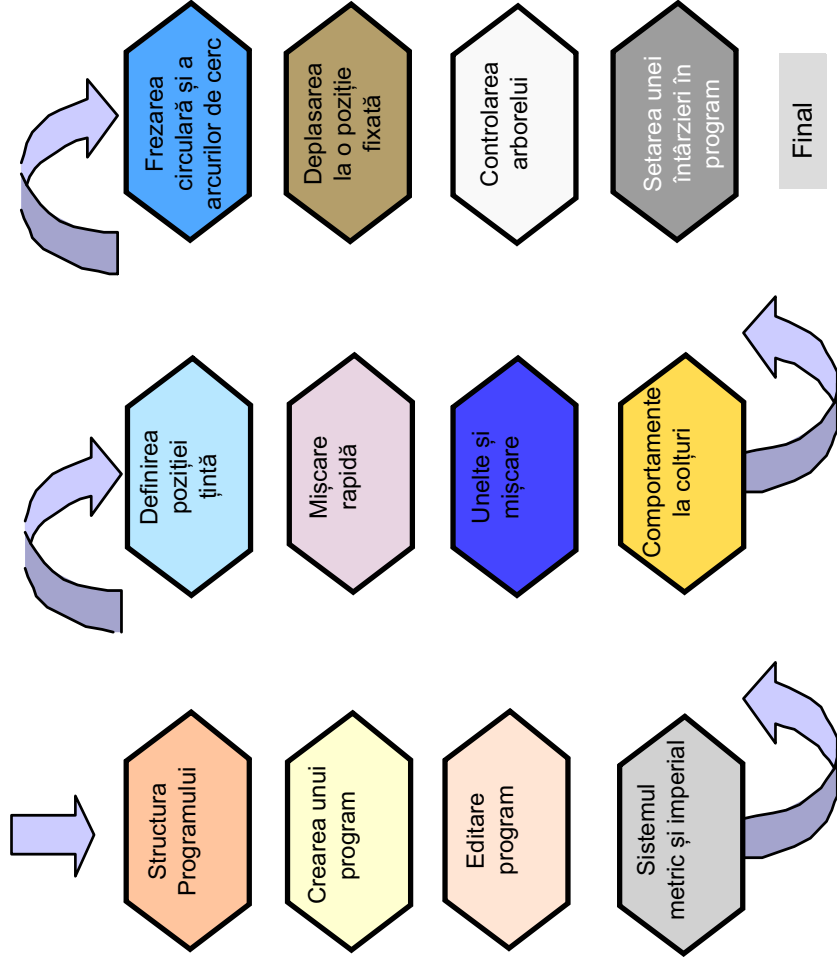 Structura
Programului
Crearea unui
program
Editare
program
Sistemul
metric și imperial
Definirea
poziției
țintă
Mișcare
rapidă
Unelte și
mișcare
Comportamente
la colțuri
Frezarea
circulară și a
arcurilor de cerc
Deplasarea
la o poziție
fixată
Controlarea
arborelui
Setarea unei
întârzieri în
program
Final